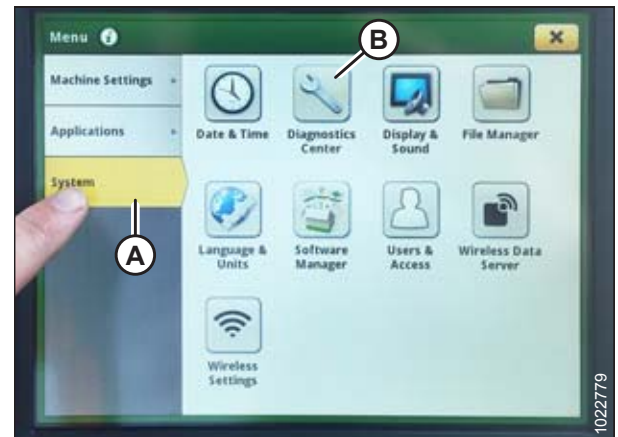 Menu i
B
Machine Settings
Applications
System
A
Date & Time
Diagnostics
Center
Display &
Sound
File Manager
Language &
Units
Software
Manager
Users &
Access
Wireless Data
Server
Wireless
Settings
1022779